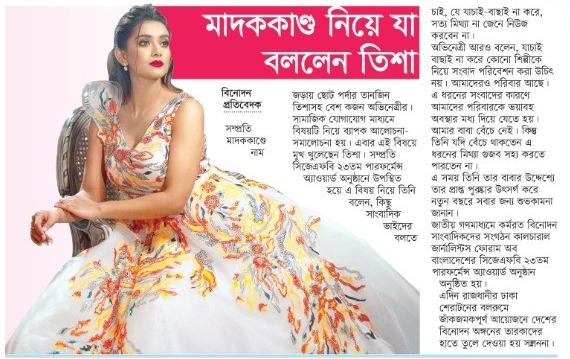 মাদককাণ্ড নিয়ে যা
বললেন তিশা
বিনোদন
প্রতিবেদক
সম্প্রতি
মাদককাণ্ডে
নাম
জড়ায় ছোট পর্দার তানজিন
তিশাসহ বেশ কজন অভিনেত্রীর।
সামাজিক যোগাযোগ মাধ্যমে
বিষয়টি নিয়ে ব্যাপক আলোচনা-
সমালোচনা হয়। এবার এই বিষয়ে
মুখ খুললেছেন তিশা। সম্প্রতি
সিজেএফবি ২৩তম পারফর্মেন্স
অ্যাওয়ার্ড অনুষ্ঠানে উপস্থিত
হয়ে এ বিষয় নিয়ে তিনি
বলেন, কিছু
সাংবাদিক
ভাইদের
বলতে
চাই, যে যাচাই-বাছাই না করে,
সত্য মিথ্যা না জেনে নিউজ
করবেন না।
অভিনেত্রী আরও বলেন, যাচাই
বাছাই না করে কোনো শিল্পীকে
নিয়ে সংবাদ পরিবেশন করা উচিৎ
নয়। আমাদেরও পরিবার আছে।
এ ধরনের সংবাদের কারণে
আমাদের পরিবারকে ভয়াবহ
অবস্থার মধ্য দিয়ে যেতে হয়।
আমার বাবা বেঁচে নেই। কিন্তু
তিনি যদি বেঁচে থাকতেন এ
ধরনের মিথ্যা গুজব সহ্য করতে
পারতেন না।
এ সময় তিনি তার বাবার উদ্দেশ্যে
তার প্রাপ্ত পুরষ্কার উৎসর্গ করে
নতুন বছরে সবার জন্য শুভকামনা
জানান।
জাতীয় গণমাধ্যমে কর্মরত বিনোদন
সাংবাদিকদের সংগঠন কালচারাল
জার্নালিস্টস ফোরাম অব
বাংলাদেশের সিজেএফবি ২৩তম
পারফর্মেন্স অ্যাওয়ার্ড অনুষ্ঠান
অনুষ্ঠিত হয়।
এদিন রাজধানীর ঢাকা
শেরাটনের বলরুমে
জাঁকজমকপূর্ণ আয়োজনে দেশের
বিনোদন অঙ্গনের তারকাদের
হাতে তুলে দেওয়া হয় সম্মাননা।